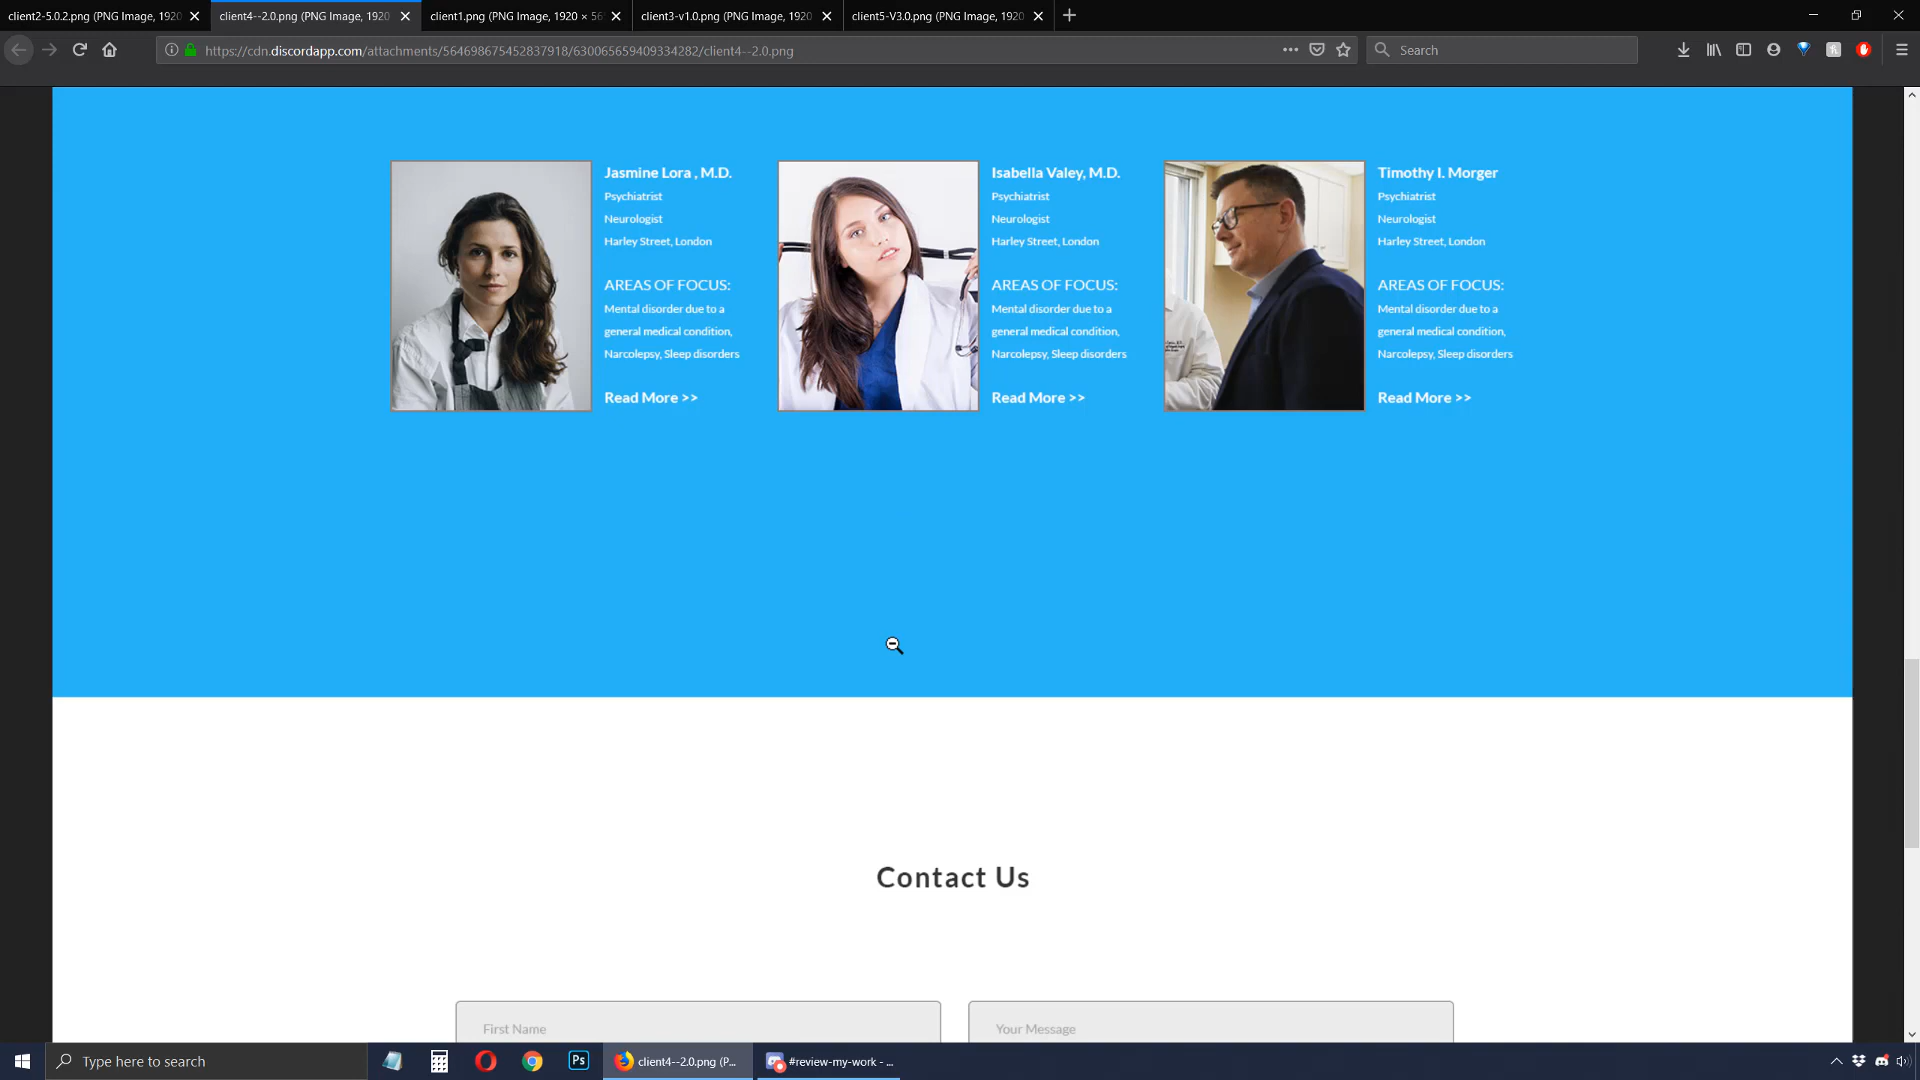 client2-5.0.2.png (PNG Image, 1920
client4--2.0.png (PNG Image, 1920
client1.png (PNG Image, 1920 × 56
client3-v1.0.png (PNG Image, 1920
client5-V3.0.png (PNG Image, 1920
https://cdn.discordapp.com/attachments/564698675452837918/630065659409334282/client4--2.0.png
Search
Jasmine Lora , M.D.
Psychiatrist
Neurologist
Harley Street, London
AREAS OF FOCUS:
Mental disorder due to a
general medical condition,
Narcolepsy, Sleep disorders
Read More >>
Isabella Valey, M.D.
Psychiatrist
Neurologist
Harley Street, London
AREAS OF FOCUS:
Mental disorder due to a
general medical condition,
Narcolepsy, Sleep disorders
Read More >>
Timothy I. Morger
Psychiatrist
Neurologist
Harley Street, London
AREAS OF FOCUS:
Mental disorder due to a
general medical condition,
Narcolepsy, Sleep disorders
Read More >>
Contact Us
First Name
Your Message
Type here to search
Ps
client4--2.0.png (P...
#review-my-work - ...